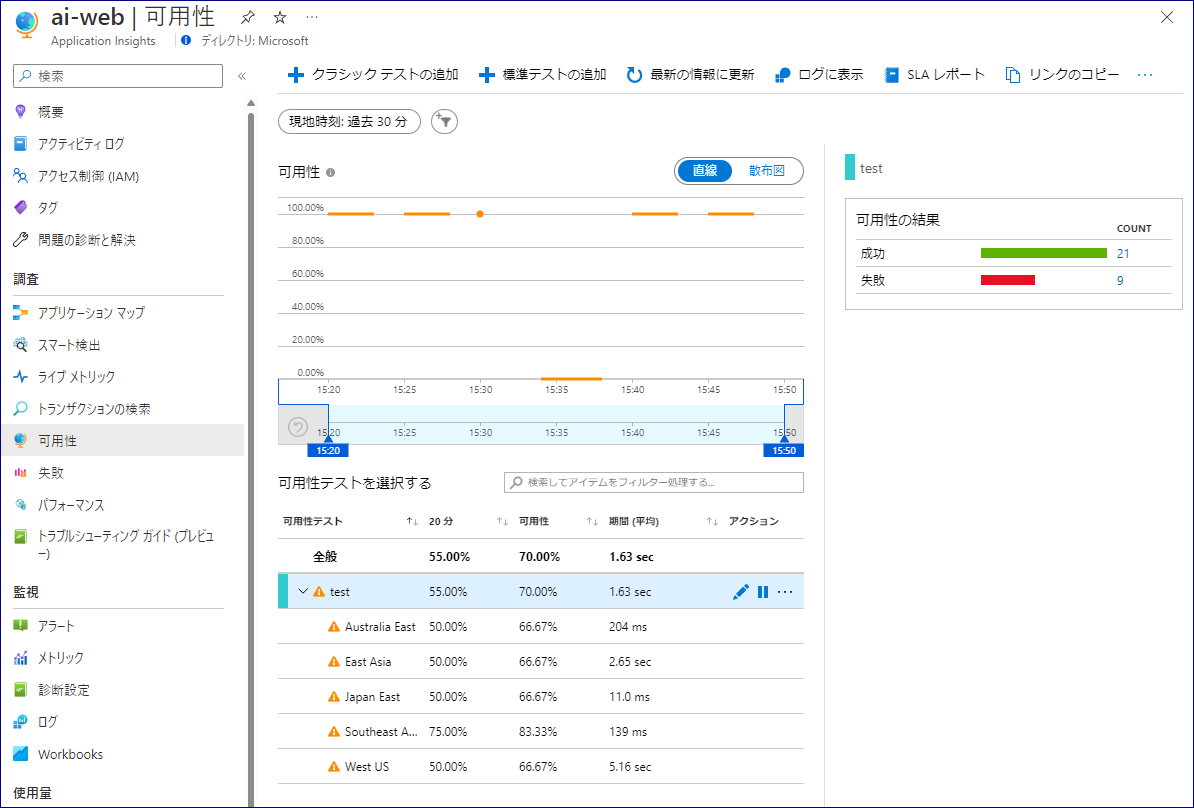 ai-web | 可用性
Application Insights
ディレクトリ: Microsoft
検索
概要
アクティビティ ログ
アクセス制御 (IAM)
タグ
問題の診断と解決
調査
アプリケーション マップ
スマート検出
ライブ メトリック
トランザクションの検索
可用性
失敗
パフォーマンス
トラブルシューティング ガイド (プレビュ
ー)
監視
アラート
メトリック
診断設定
ログ
Workbooks
使用量
クラシック テストの追加 標準テストの追加 最新の情報に更新 ログに表示 SLA レポート リンクのコピー
現地時刻: 過去 30 分
可用性 直線 散布図
100.00%
80.00%
60.00%
40.00%
20.00%
0.00%
15:20 15:25 15:30 15:35 15:40 15:45 15:50
15:20 15:25 15:30 15:35 15:40 15:45 15:50
15:20 15:50
可用性テストを選択する 検索してアイテムをフィルター処理する...
可用性テスト 20 分 可用性 期間 (平均) アクション
全般 55.00% 70.00% 1.63 sec
test 55.00% 70.00% 1.63 sec
Australia East 50.00% 66.67% 204 ms
East Asia 50.00% 66.67% 2.65 sec
Japan East 50.00% 66.67% 11.0 ms
Southeast A... 75.00% 83.33% 139 ms
West US 50.00% 66.67% 5.16 sec
test
可用性の結果 COUNT
成功 21
失敗 9